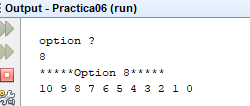 Output - Practica06 (run)
option ?
8
*****Option 8*****
10 9 8 7 6 5 4 3 2 1 0